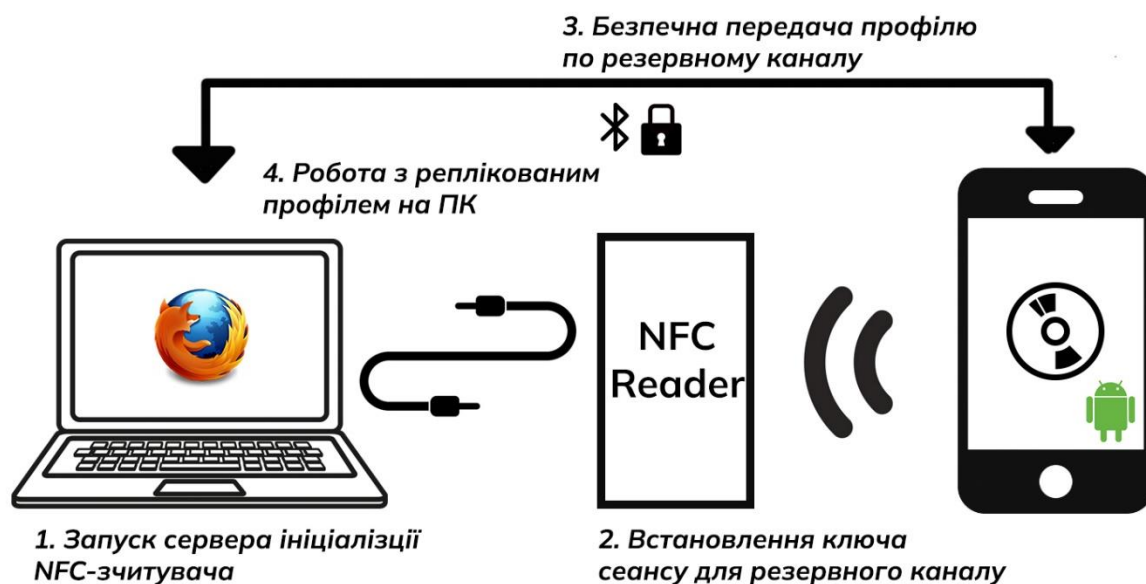 3. Безпечна передача профілю
по резервному каналу
4. Робота з реплікованим
профілем на ПК
NFC
Reader
1. Запуск сервера ініціалізції
NFC-зчитувача
2. Встановлення ключа
сеансу для резервного каналу